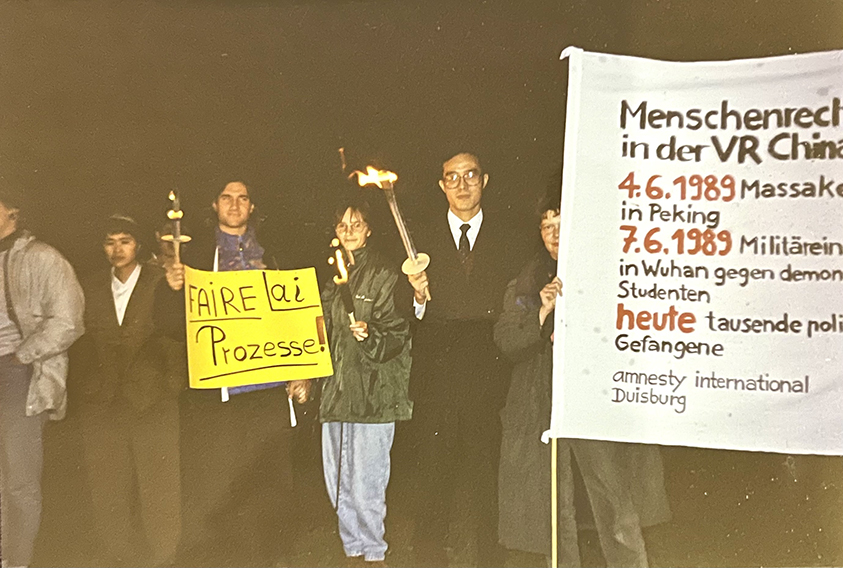 FAIRE Lai
Prozesse!
Menschenrech
in der VR China
4.6.1989 Massake
in Peking
7.6.1989 Militärein
in Wuhan gegen demon
Studenten
heute tausende poli
Gefangene
amnesty international
Duisburg